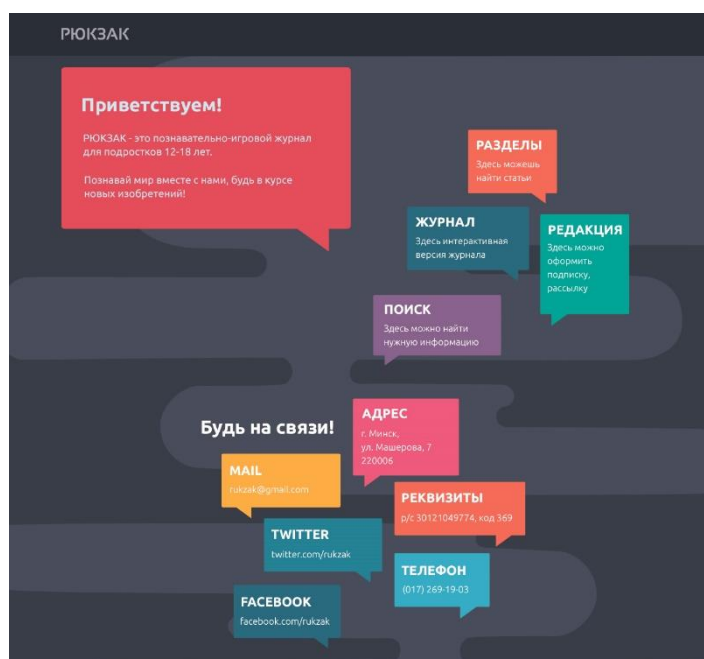 РЮКЗАК
Приветствуем!
РЮКЗАК - это познавательно-игровой журнал
для подростков 12-18 лет.
Познавай мир вместе с нами, будь в курсе
новых изобретений!
РАЗДЕЛЫ
Здесь можешь
найти статьи
ЖУРНАЛ
Здесь интерактивная
версия журнала
РЕДАКЦИЯ
Здесь можно
оформить
подписку,
рассылку
ПОИСК
Здесь можно найти
нужную информацию
Будь на связи!
АДРЕС
г. Минск,
ул. Машерова, 7
220006
MAIL
rukzak@gmail.com
РЕКВИЗИТЫ
р/с 30121049774, код 369
TWITTER
twitter.com/rukzak
ТЕЛЕФОН
(017) 269-19-03
FACEBOOK
facebook.com/rukzak